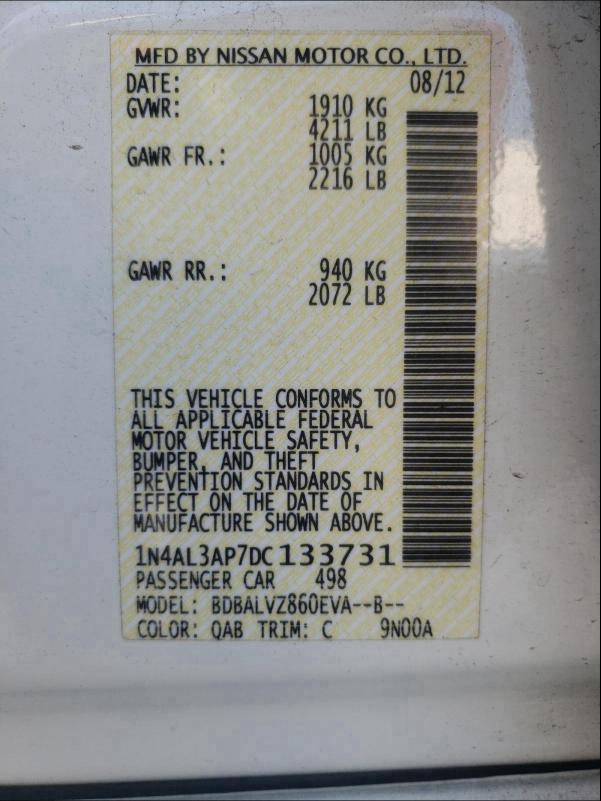 MFD BY NISSAN MOTOR CO., LTD.
DATE: 08/12
GVWR: 1910 KG
4211 LB
GAWR FR.: 1005 KG
2216 LB
GAWR RR.: 940 KG
2072 LB
THIS VEHICLE CONFORMS TO
ALL APPLICABLE FEDERAL
MOTOR VEHICLE SAFETY,
BUMPER, AND THEFT
PREVENTION STANDARDS IN
EFFECT ON THE DATE OF
MANUFACTURE SHOWN ABOVE.
1N4AL3AP7DC133731
PASSENGER CAR 498
MODEL: BDBALVZ860EVA--B--
COLOR: QAB TRIM: C 9N00A